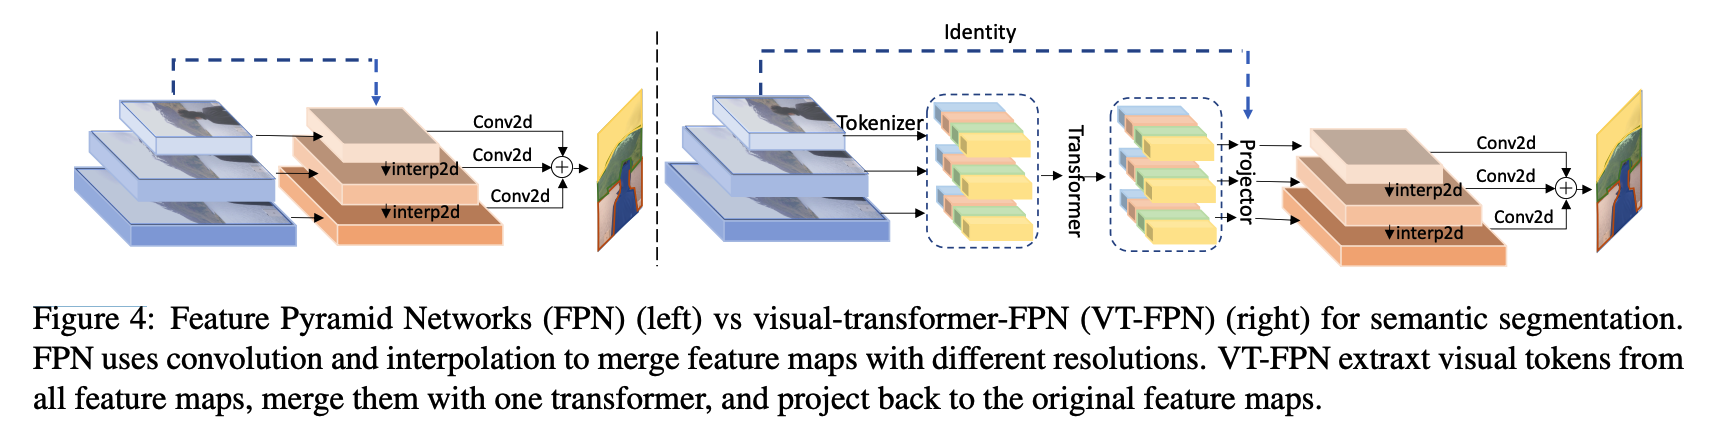 Identity
Conv2d
Conv2d
interp2d
Conv2d
interp2d
Tokenizer
Transformer
Projector
Conv2d
Conv2d
interp2d
Conv2d
interp2d
Figure 4: Feature Pyramid Networks (FPN) (left) vs visual-transformer-FPN (VT-FPN) (right) for semantic segmentation.
FPN uses convolution and interpolation to merge feature maps with different resolutions. VT-FPN extraxt visual tokens from
all feature maps, merge them with one transformer, and project back to the original feature maps.